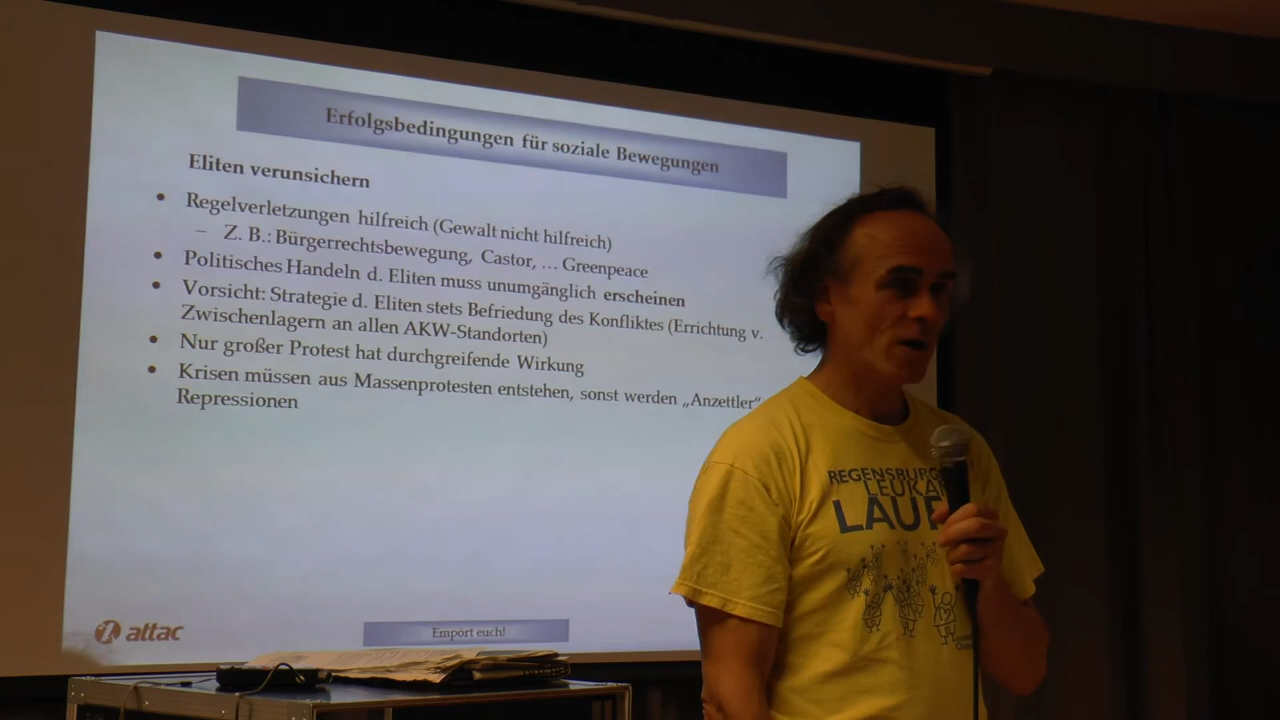 Erfolgsbedingungen für soziale Bewegungen
Eliten verunsichern
• Regelverletzungen hilfreich (Gewalt nicht hilfreich)
– Z. B.: Bürgerrechtsbewegung, Castor, … Greenpeace
• Politisches Handeln d. Eliten muss unumgänglich erscheinen
• Vorsicht: Strategie d. Eliten stets Befriedung des Konfliktes (Errichtung v.
Zwischenlagern an allen AKW-Standorten)
• Nur großer Protest hat durchgreifende Wirkung
• Krisen müssen aus Massenprotesten entstehen, sonst werden „Anzettler“
Repressionen
attac
Empört euch!
REGENSBURG
LEUKÄ
LAUF